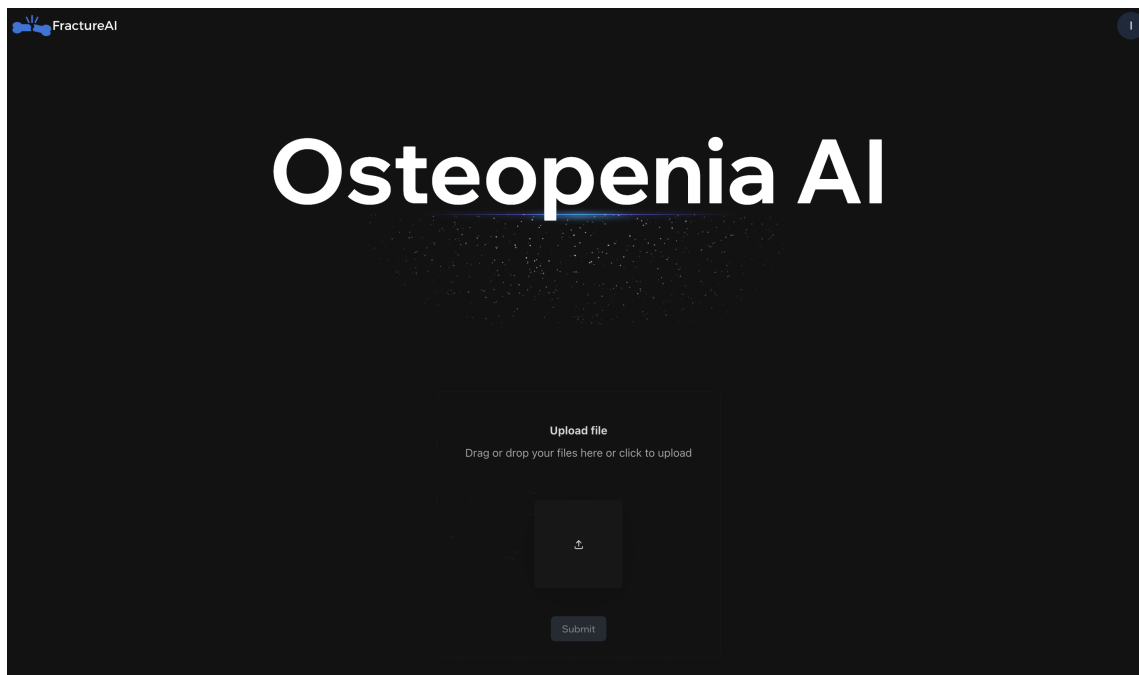 FractureAI
I
Osteopenia AI
Upload file
Drag or drop your files here or click to upload
Submit